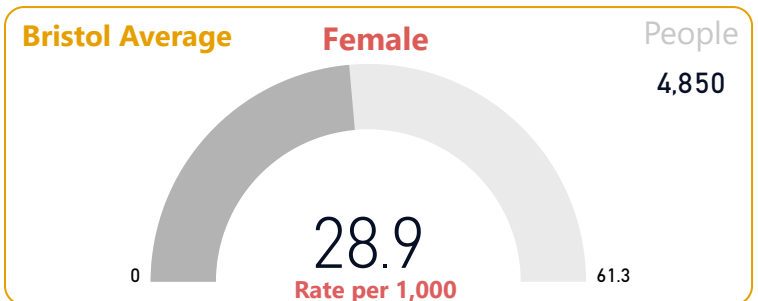 Bristol Average
Female
People
4,850
28.9
0
61.3
Rate per 1,000